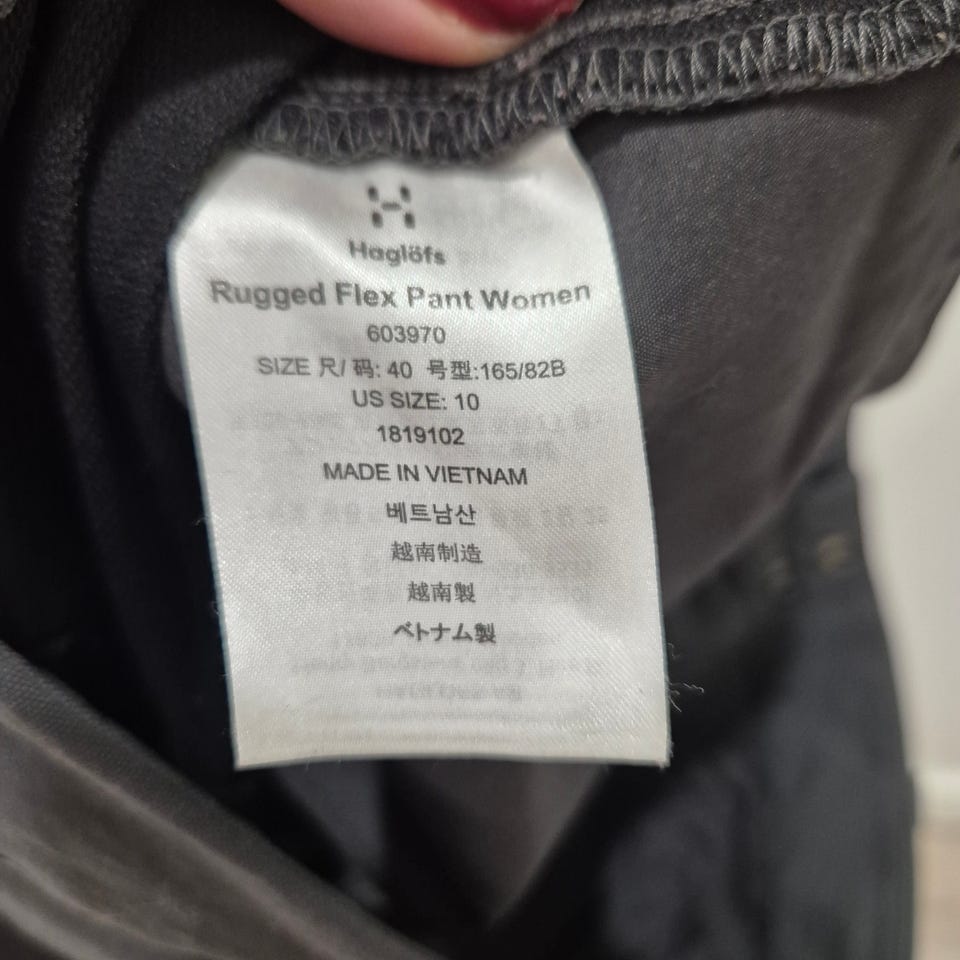 Haglöfs
Rugged Flex Pant Women
603970
SIZE 尺/ 码: 40 号型:165/82B
US SIZE: 10
1819102
MADE IN VIETNAM
베트남산
越南制造
越南製
ベトナム製